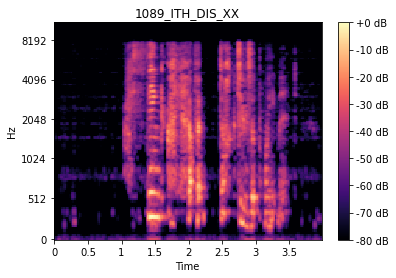 1089_ITH_DIS_XX
Hz
8192
4096
2048
1024
512
0
0 0.5 1 1.5 2 2.5 3 3.5
Time
+0 dB
-10 dB
-20 dB
-30 dB
-40 dB
-50 dB
-60 dB
-70 dB
-80 dB